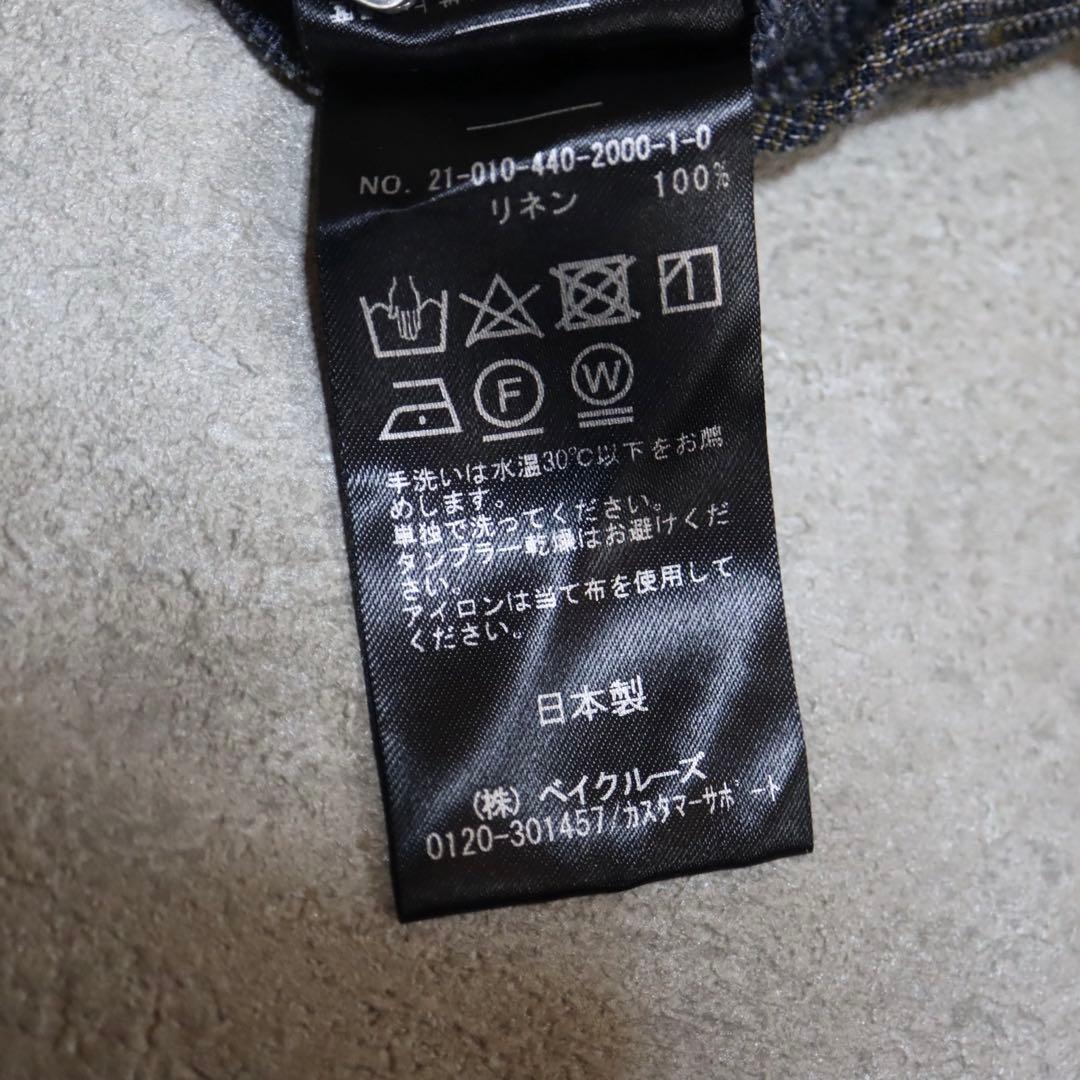 NO. 21-010-440-2000-1-0
リネン 100%
F W
手洗いは水温30℃以下をお薦
めします。
単独で洗ってください。
タンブラー乾燥はお避けくだ
さい。
アイロンは当て布を使用して
ください。
日本製
(株) ベイクルーズ
0120-301457/カスタマーサポート